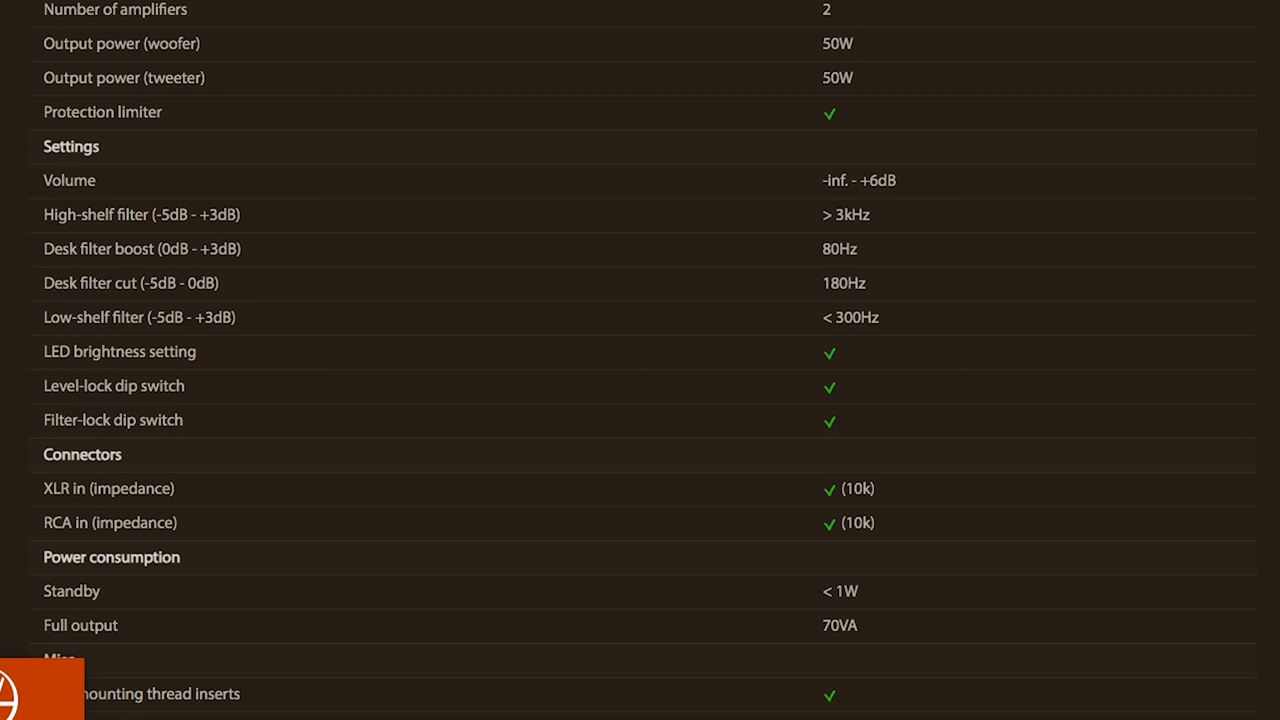 Number of amplifiers 2
Output power (woofer) 50W
Output power (tweeter) 50W
Protection limiter ✓
Settings
Volume -inf. - +6dB
High-shelf filter (-5dB - +3dB) > 3kHz
Desk filter boost (0dB - +3dB) 80Hz
Desk filter cut (-5dB - 0dB) 180Hz
Low-shelf filter (-5dB - +3dB) < 300Hz
LED brightness setting ✓
Level-lock dip switch ✓
Filter-lock dip switch ✓
Connectors
XLR in (impedance) ✓ (10k)
RCA in (impedance) ✓ (10k)
Power consumption
Standby < 1W
Full output 70VA
thread inserts ✓